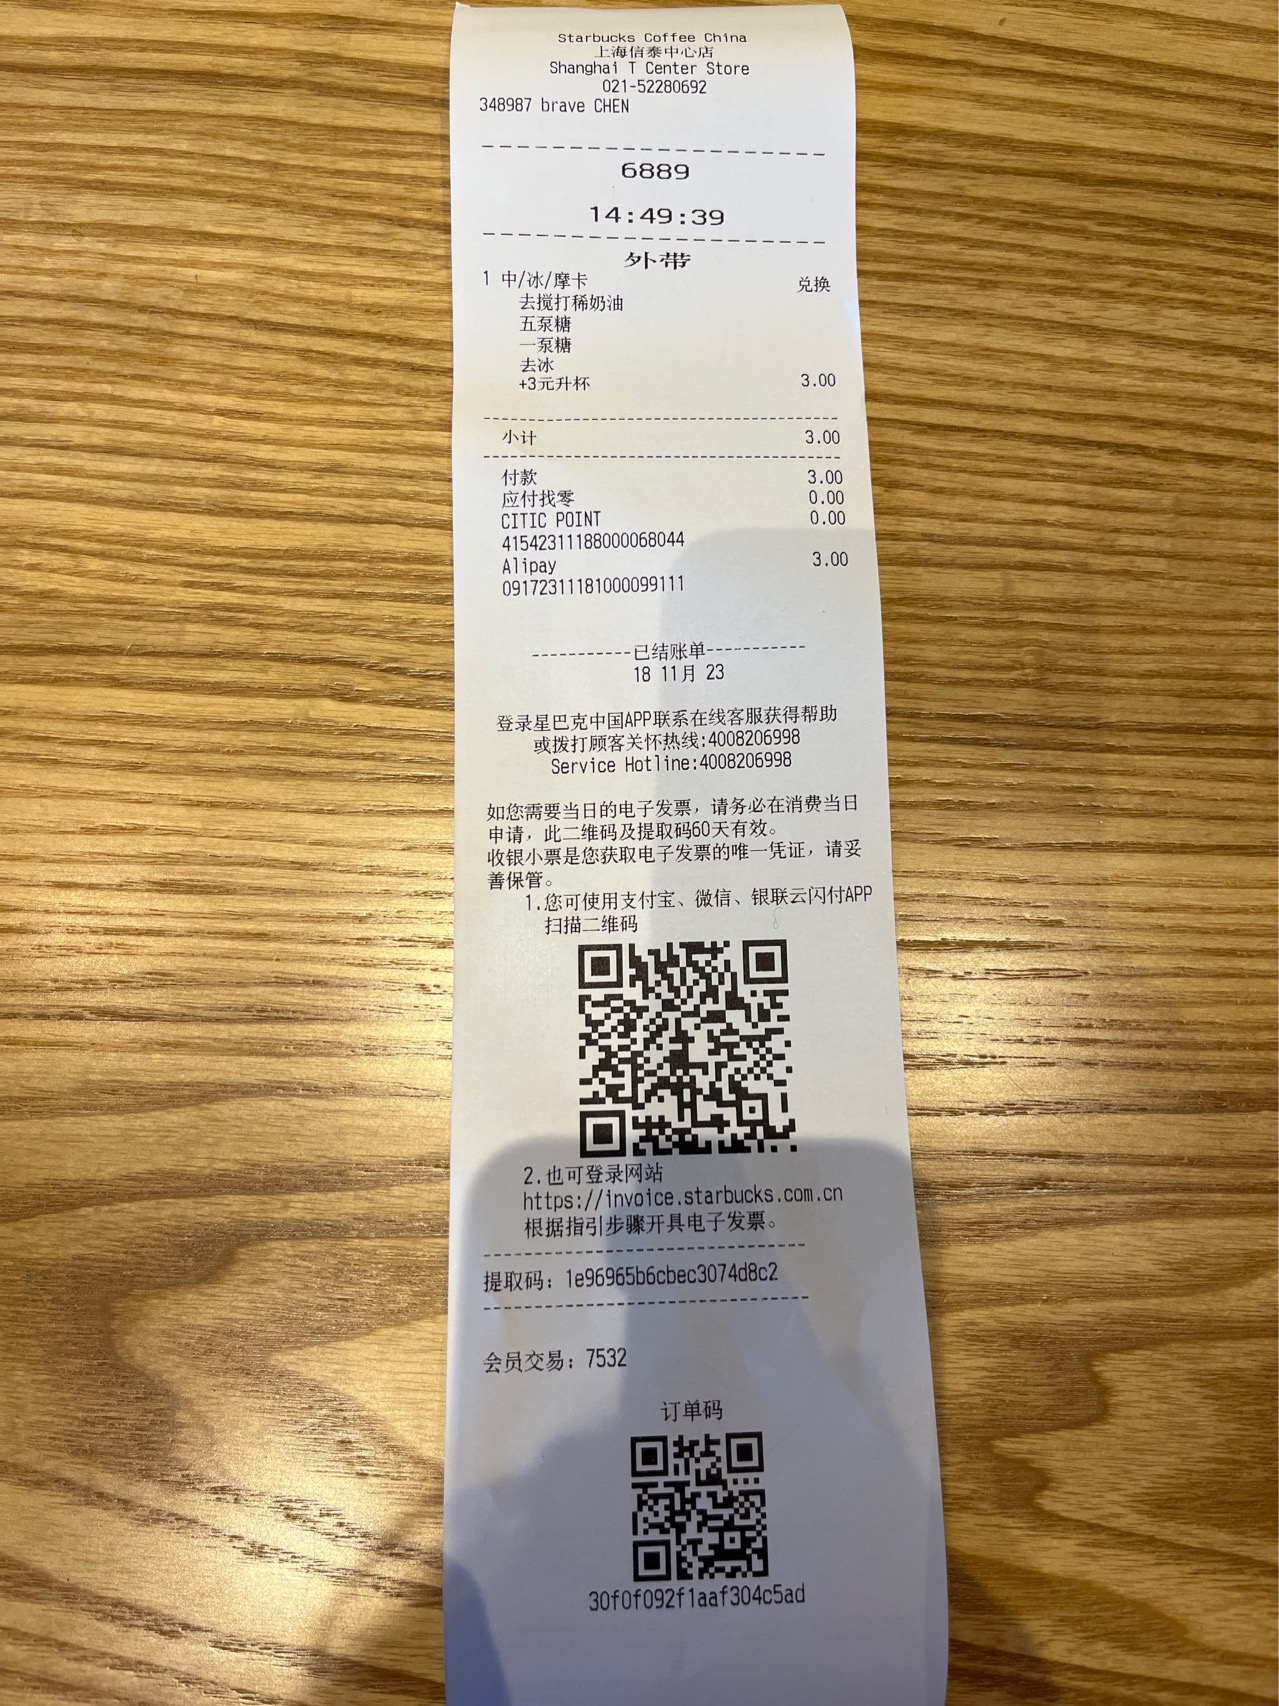 Starbucks Coffee China
上海信泰中心店
Shanghai T Center Store
021-52280692
348987 brave CHEN
6889
14:49:39
外带
1 中/冰/摩卡 兑换
去搅打稀奶油
五泵糖
一泵糖
去冰
+3元升杯 3.00
小计 3.00
付款 3.00
应付找零 0.00
CITIC POINT 0.00
41542311188000068044
Alipay 3.00
09172311181000099111
-----------已结账单-----------
18 11月 23
登录星巴克中国APP联系在线客服获得帮助
或拨打顾客关怀热线:4008206998
Service Hotline:4008206998
如您需要当日的电子发票，请务必在消费当日
申请，此二维码及提取码60天有效。
收银小票是您获取电子发票的唯一凭证，请妥
善保管。
1.您可使用支付宝、微信、银联云闪付APP
扫描二维码
2.也可登录网站
https://invoice.starbucks.com.cn
根据指引步骤开具电子发票。
提取码：1e96965b6cbec3074d8c2
会员交易：7532
订单码
30f0f092f1aaf304c5ad